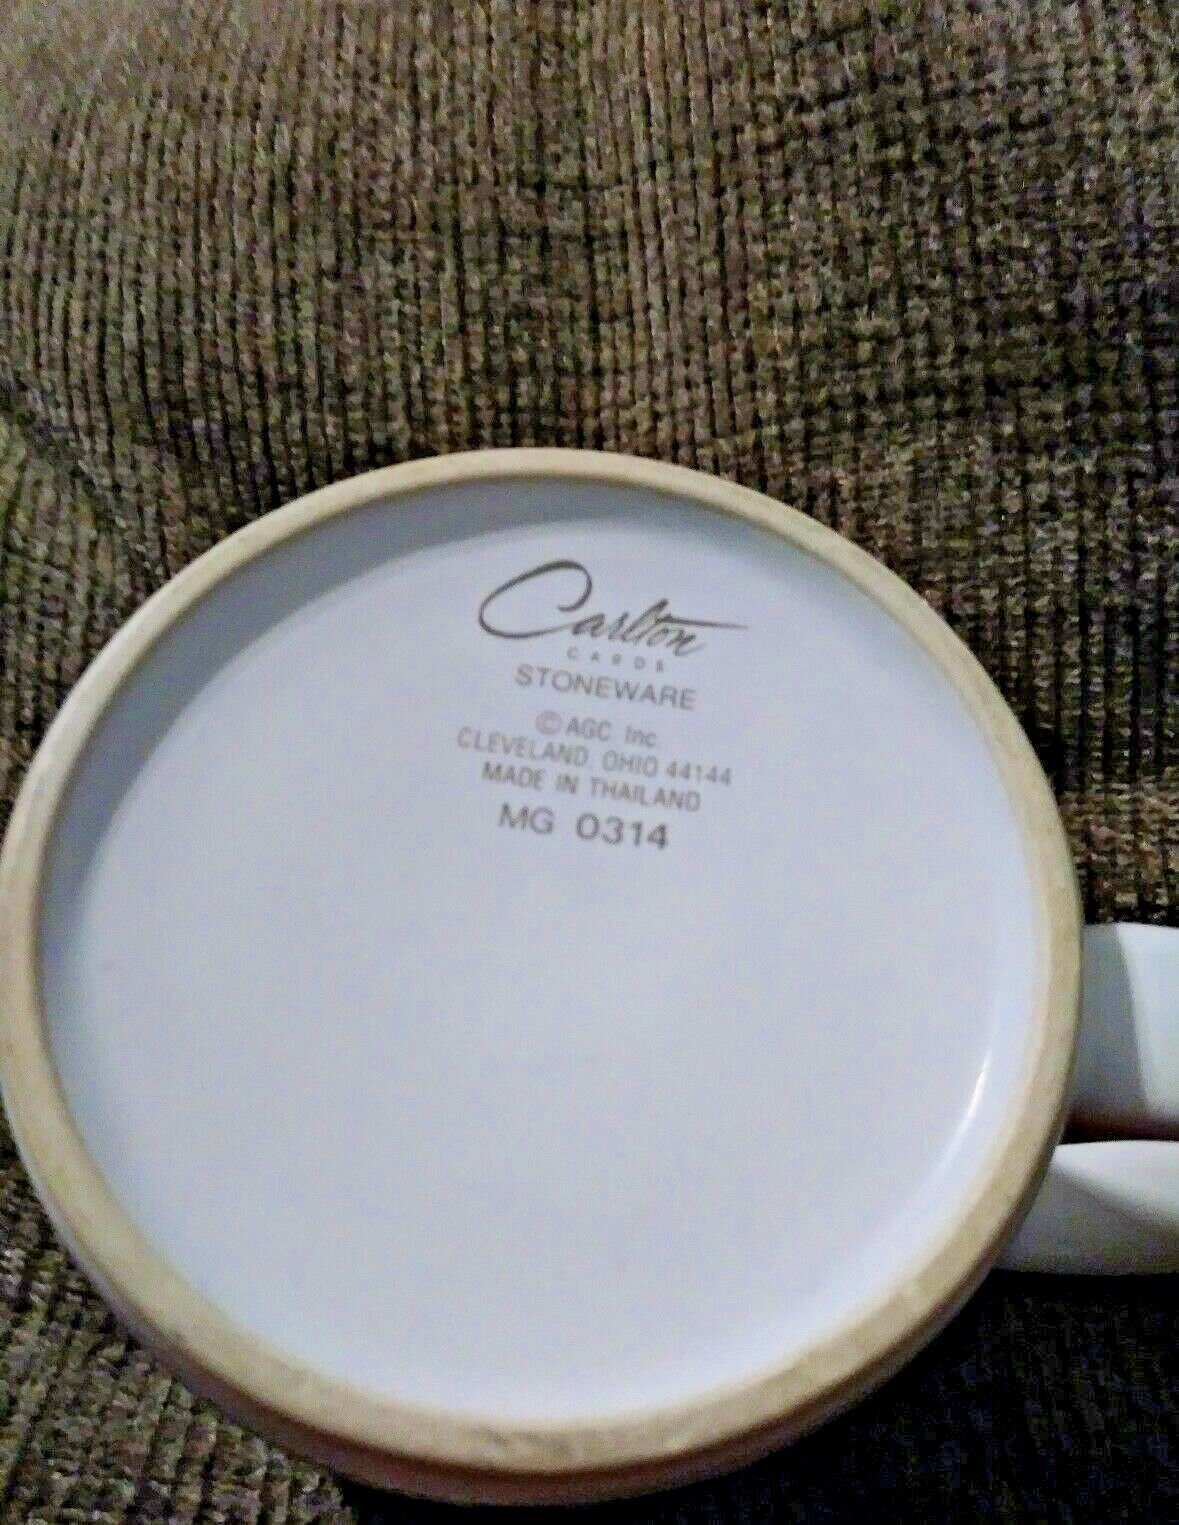 Carlton
CARDS
STONEWARE
©AGC Inc.
CLEVELAND, OHIO 44144
MADE IN THAILAND
MG 0314